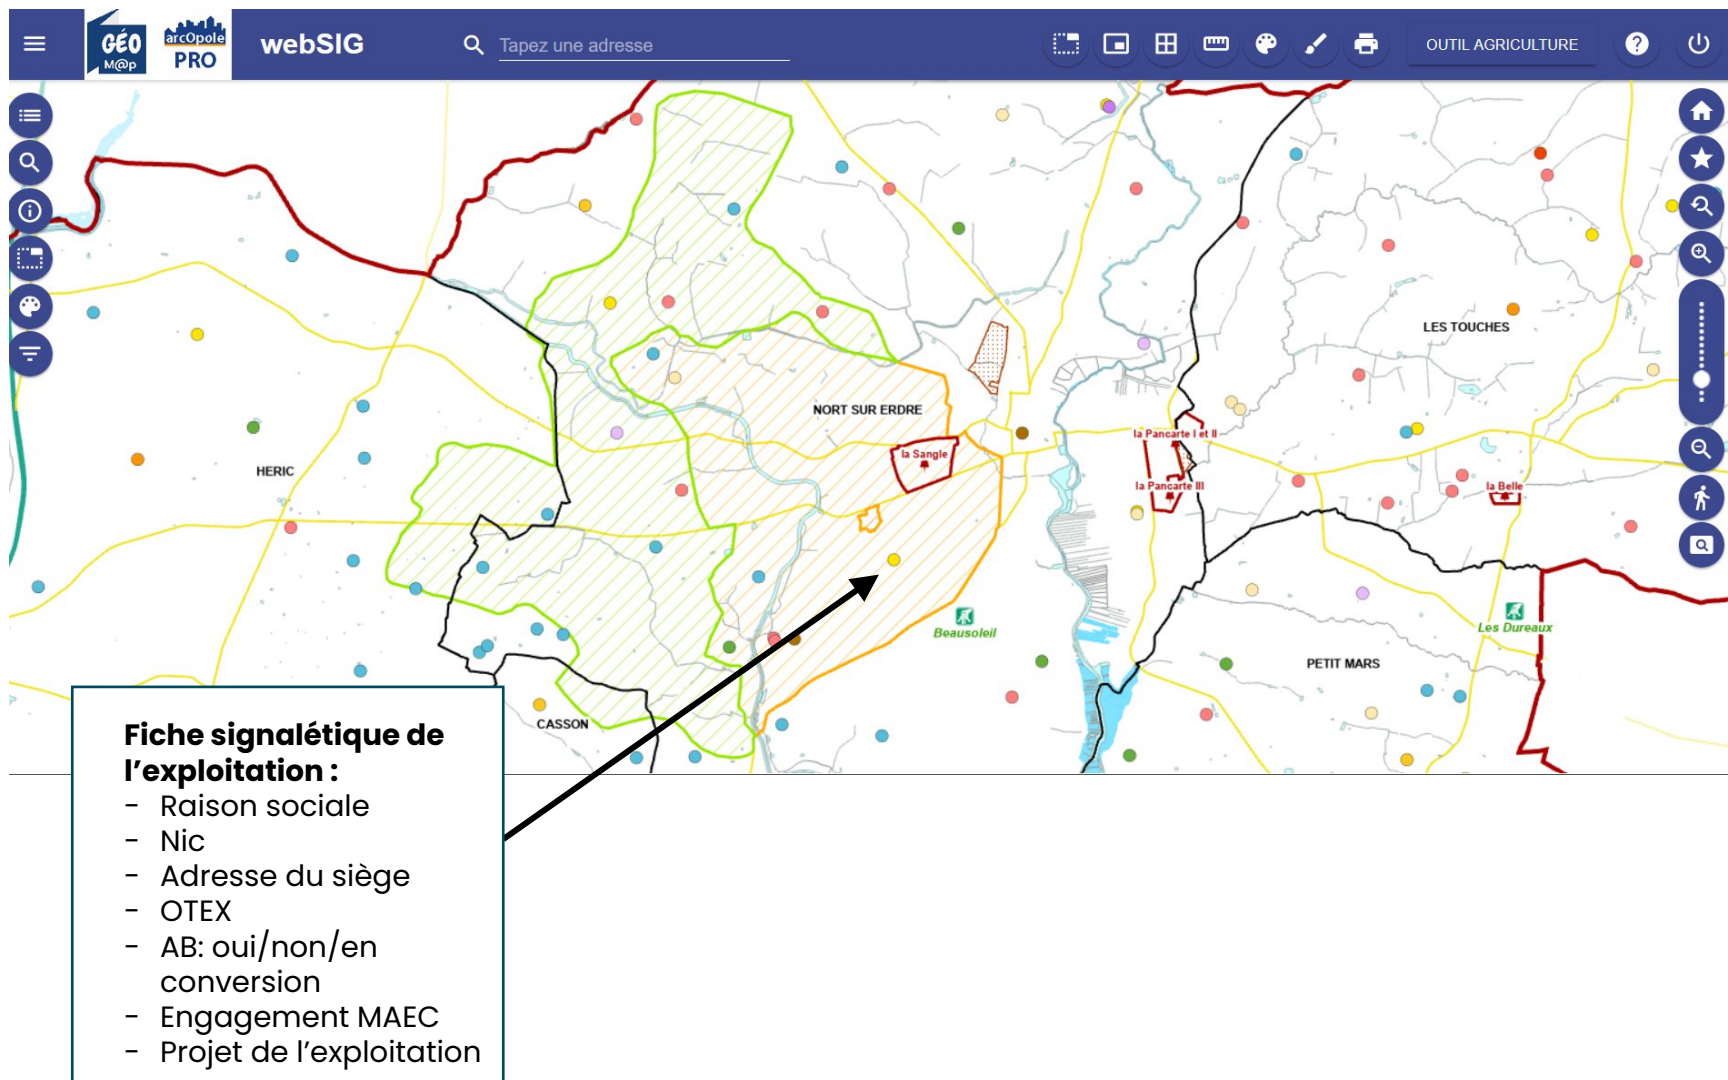 GÉO
M@p
arcOpole
PRO
webSIG
Tapez une adresse
OUTIL AGRICULTURE
?
LES TOUCHES
NORT SUR ERDRE
la Pancarte I et II
la Sangle
HERIC
la Pancarte III
la Belle
Beausoleil
Les Dureaux
PETIT MARS
CASSON
Fiche signalétique de
l’exploitation :
- Raison sociale
- Nic
- Adresse du siège
- OTEX
- AB: oui/non/en
conversion
- Engagement MAEC
- Projet de l’exploitation